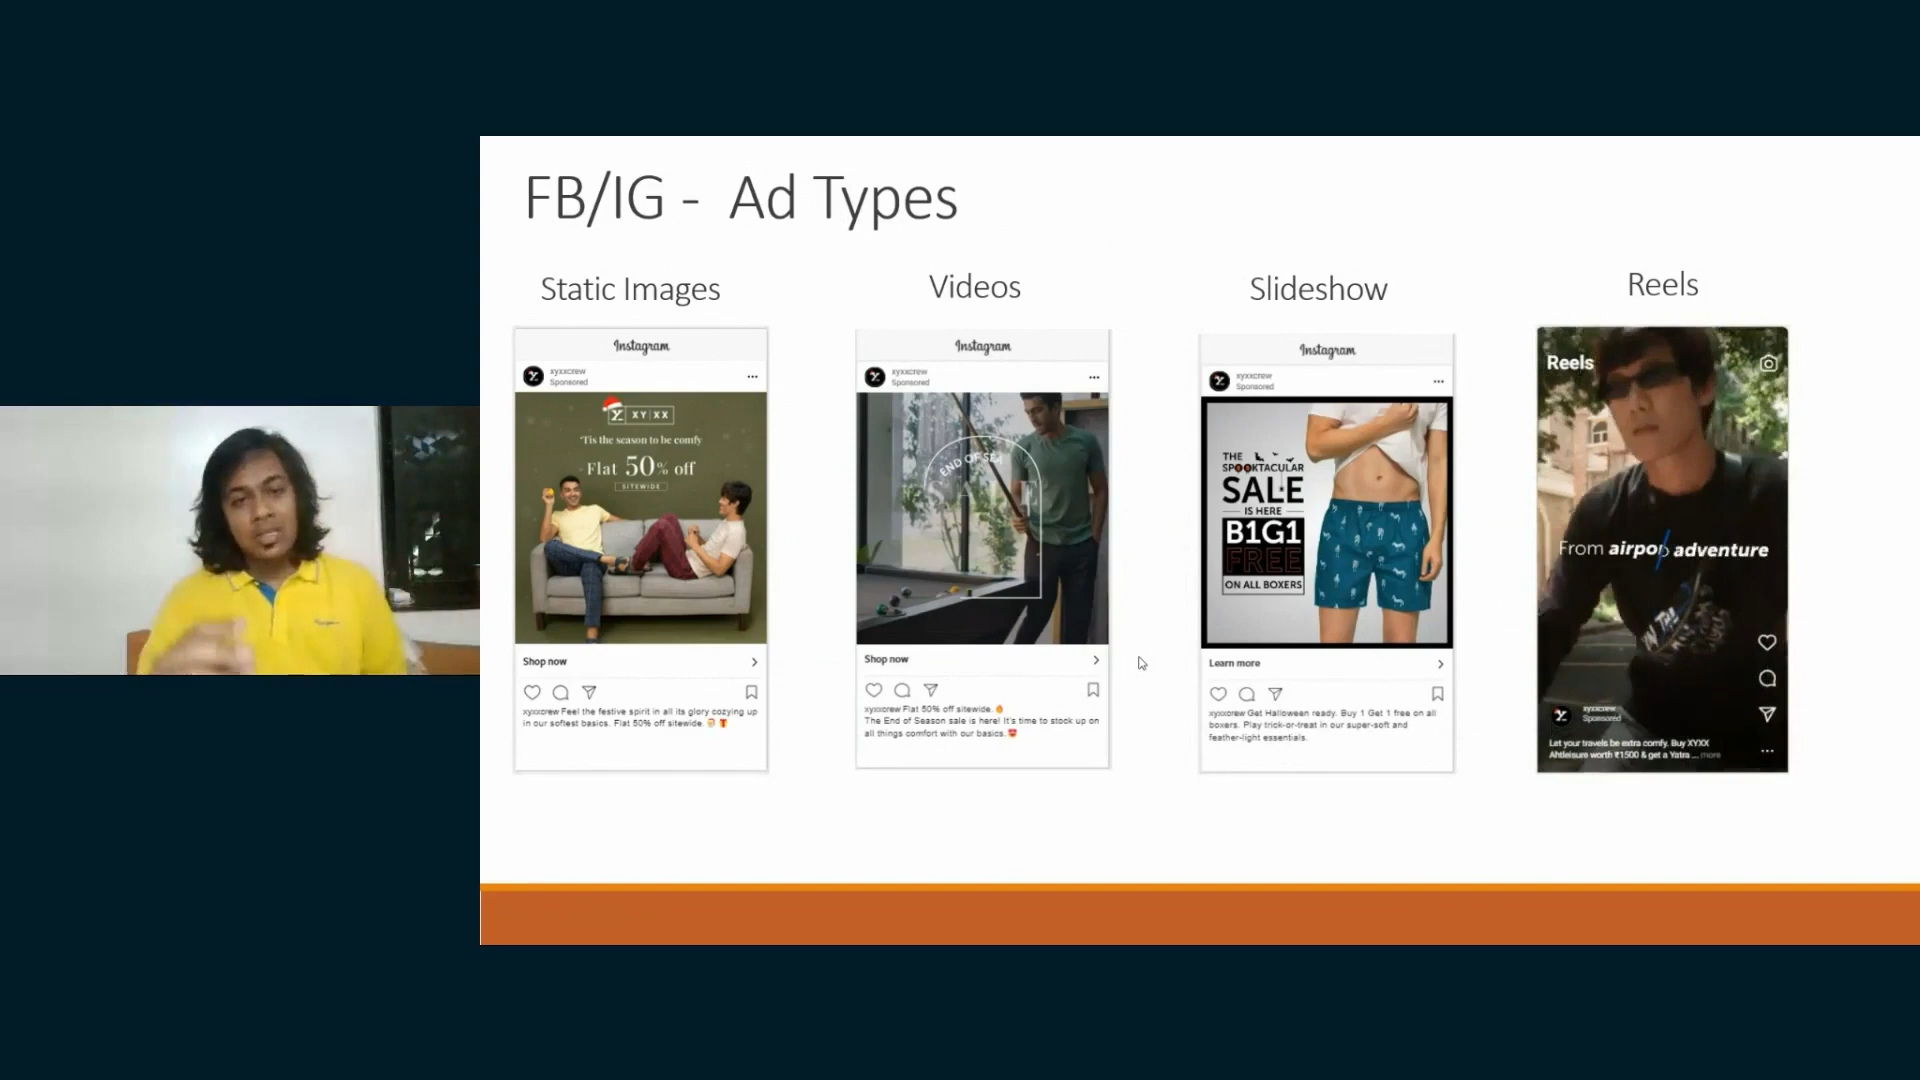 FB/IG - Ad Types
Static Images
Instagram
xyxxcrew
Sponsored
XY XX
'Tis the season to be comfy
Flat 50% off
SITEWIDE
Shop now
xyxxcrew Feel the festive spirit in all its glory cozying up
in our softest basics. Flat 50% off sitewide.
Videos
Instagram
xyxxcrew
Sponsored
END OF SEA
Shop now
xyxxcrew Flat 50% off sitewide.
The End of Season sale is here! It's time to stock up on
all things comfort with our basics.
Slideshow
Instagram
xyxxcrew
Sponsored
THE
SPOOKTACULAR
SALE
IS HERE
B1G1
FREE
ON ALL BOXERS
Learn more
xyxxcrew Get Halloween ready. Buy 1 Get 1 free on all
boxers. Play trick-or-treat in our super-soft and
feather-light essentials.
Reels
Reels
From airpo adventure
xyxxcrew
Sponsored
Let your travels be extra comfy. Buy XYXX
Ahtleisure worth ₹1500 & get a Yatra ... more